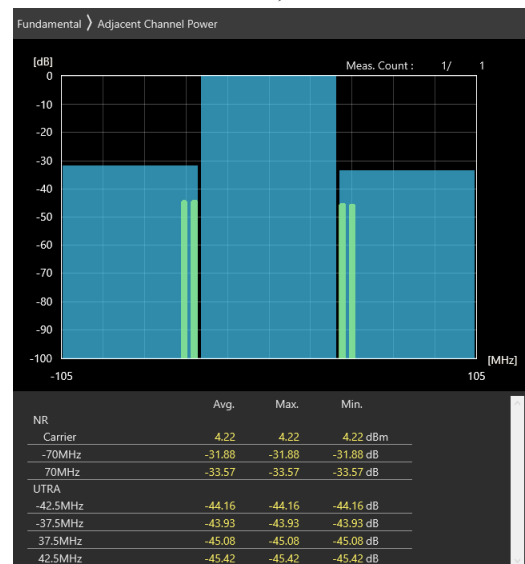 Fundamental 〉 Adjacent Channel Power
[dB] Meas. Count : 1/ 1
0
-10
-20
-30
-40
-50
-60
-70
-80
-90
-100 [MHz]
-105 105
Avg. Max. Min.
NR
Carrier 4.22 4.22 4.22 dBm
-70MHz -31.88 -31.88 -31.88 dB
70MHz -33.57 -33.57 -33.57 dB
UTRA
-42.5MHz -44.16 -44.16 -44.16 dB
-37.5MHz -43.93 -43.93 -43.93 dB
37.5MHz -45.08 -45.08 -45.08 dB
42.5MHz -45.42 -45.42 -45.42 dB